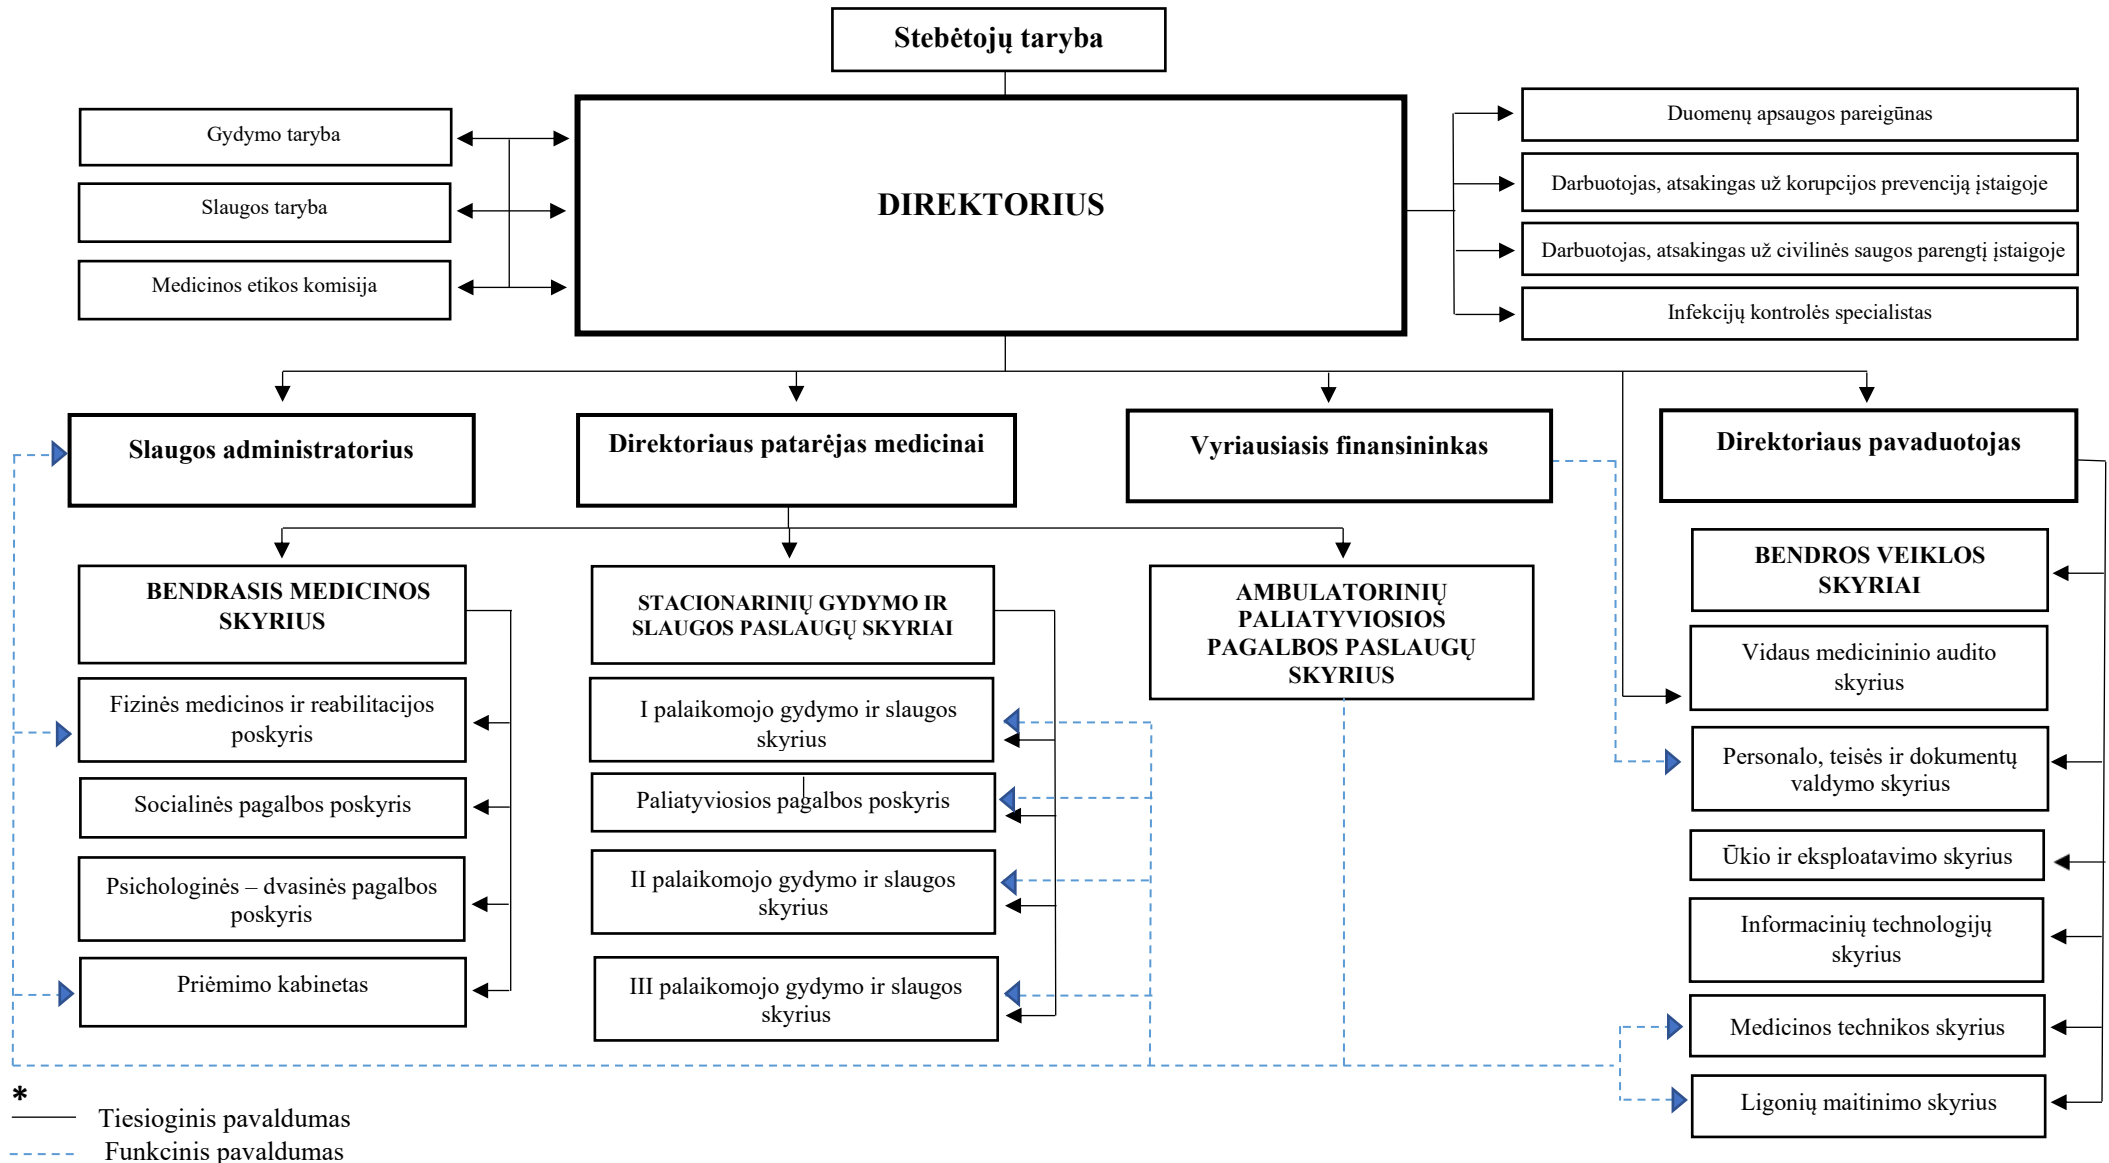 Stebėtojų taryba
Gydymo taryba
Slaugos taryba
Medicinos etikos komisija
DIREKTORIUS
Duomenų apsaugos pareigūnas
Darbuotojas, atsakingas už korupcijos prevenciją įstaigoje
Darbuotojas, atsakingas už civilinės saugos parengtį įstaigoje
Infekcijų kontrolės specialistas
Slaugos administratorius
Direktoriaus patarėjas medicinai
Vyriausiasis finansininkas
Direktoriaus pavaduotojas
BENDRASIS MEDICINOS
SKYRIUS
Fizinės medicinos ir reabilitacijos
poskyris
Socialinės pagalbos poskyris
Psichologinės – dvasinės pagalbos
poskyris
Priėmimo kabinetas
STACIONARINIŲ GYDYMO IR
SLAUGOS PASLAUGŲ SKYRIAI
I palaikomojo gydymo ir slaugos
skyrius
Paliatyviosios pagalbos poskyris
II palaikomojo gydymo ir slaugos
skyrius
III palaikomojo gydymo ir slaugos
skyrius
AMBULATORINIŲ
PALIATYVIOSIOS
PAGALBOS PASLAUGŲ
SKYRIUS
BENDROS VEIKLOS
SKYRIAI
Vidaus medicininio audito
skyrius
Personalo, teisės ir dokumentų
valdymo skyrius
Ūkio ir eksploatavimo skyrius
Informacinių technologijų
skyrius
Medicinos technikos skyrius
Ligonių maitinimo skyrius
*
Tiesioginis pavaldumas
Funkcinis pavaldumas